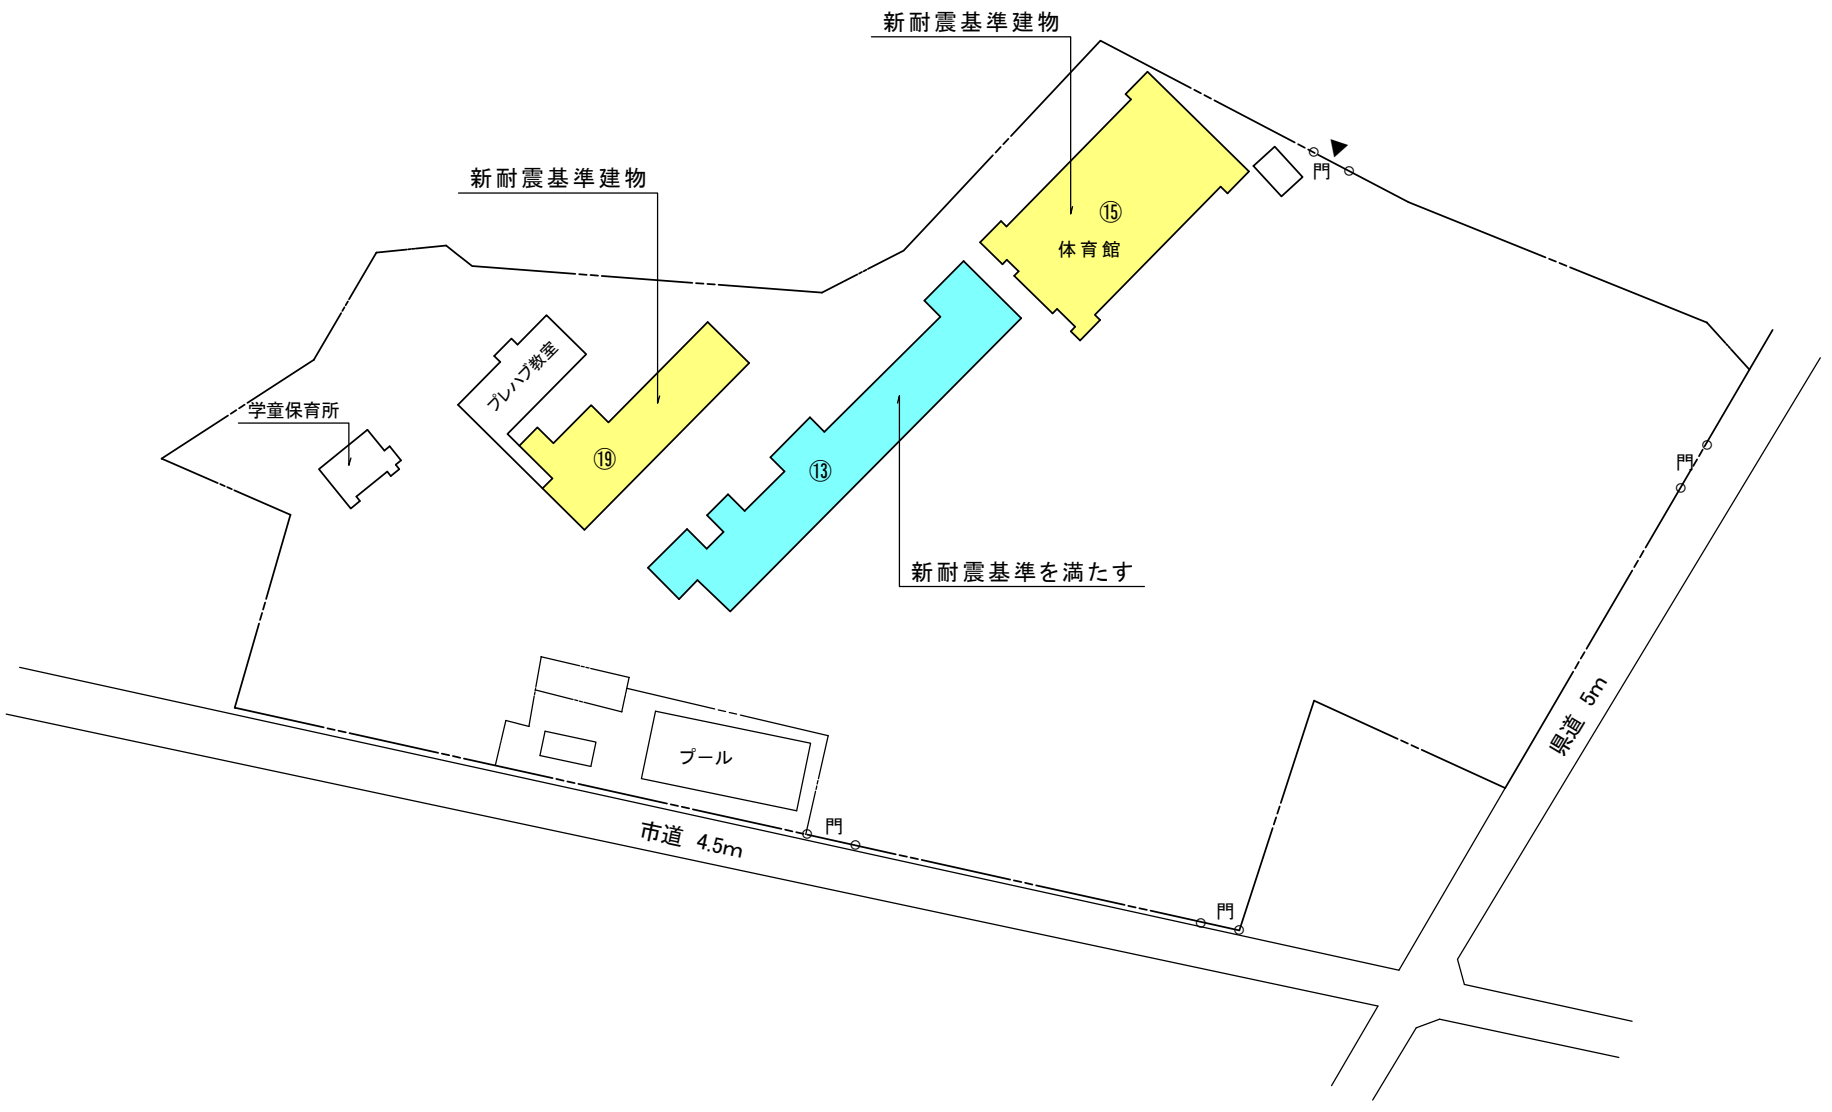 新耐震基準建物
門
新耐震基準建物
⑮
体育館
プレハブ教室
学童保育所
⑲
⑬
門
新耐震基準を満たす
県道 5m
プール
門
市道 4.5m
門